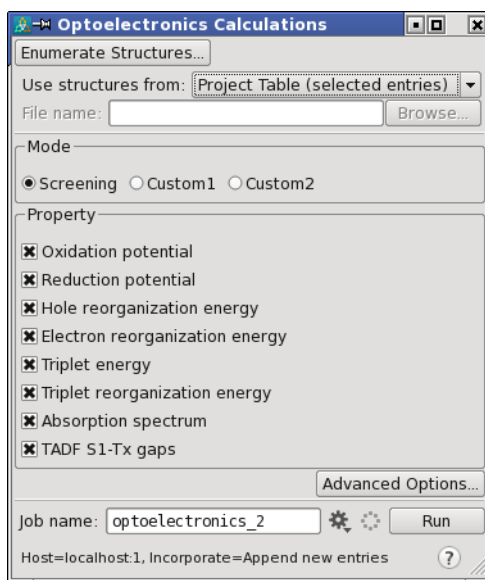 Optoelectronics Calculations
Enumerate Structures...
Use structures from: Project Table (selected entries)
File name: Browse...
Mode
Screening Custom1 Custom2
Property
Oxidation potential
Reduction potential
Hole reorganization energy
Electron reorganization energy
Triplet energy
Triplet reorganization energy
Absorption spectrum
TADF S1-Tx gaps
Advanced Options...
Job name: optoelectronics_2 Run
Host=localhost:1, Incorporate=Append new entries ?